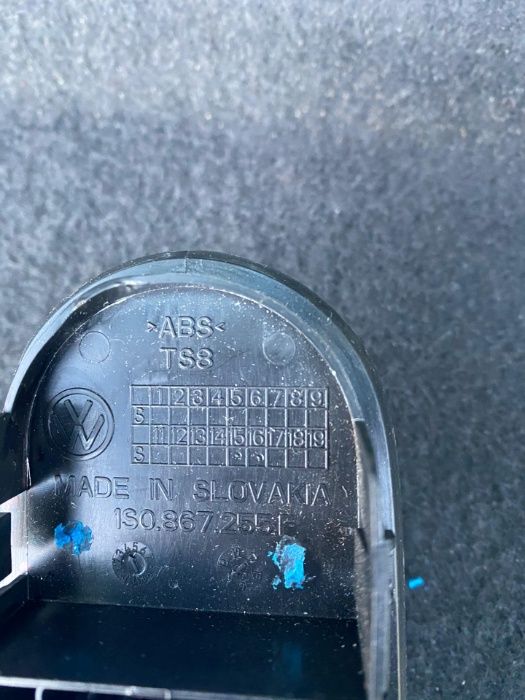 >ABS<
TS8
1 2 3 4 5 6 7 8 9
S
11 12 13 14 15 16 17 18 19
S
MADE IN SLOVAKIA
1S0.867.255